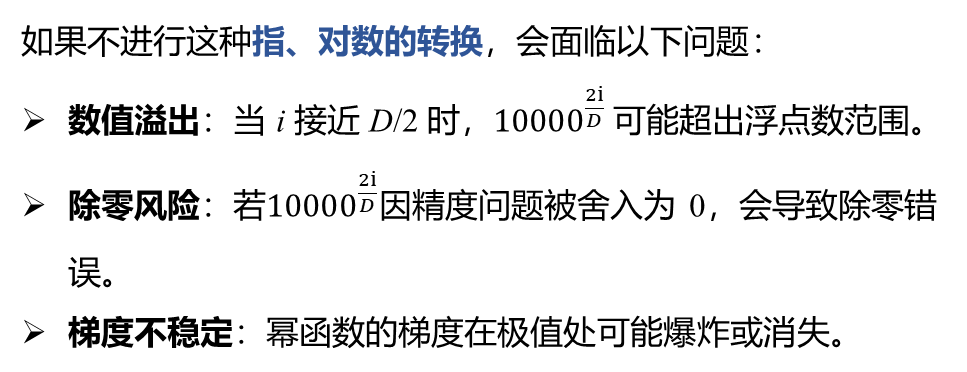 如果不进行这种指、对数的转换，会面临以下问题：
➢ 数值溢出：当 i 接近 D/2 时，10000^(2i/D) 可能超出浮点数范围。
➢ 除零风险：若10000^(2i/D)因精度问题被舍入为 0，会导致除零错
误。
➢ 梯度不稳定：幂函数的梯度在极值处可能爆炸或消失。